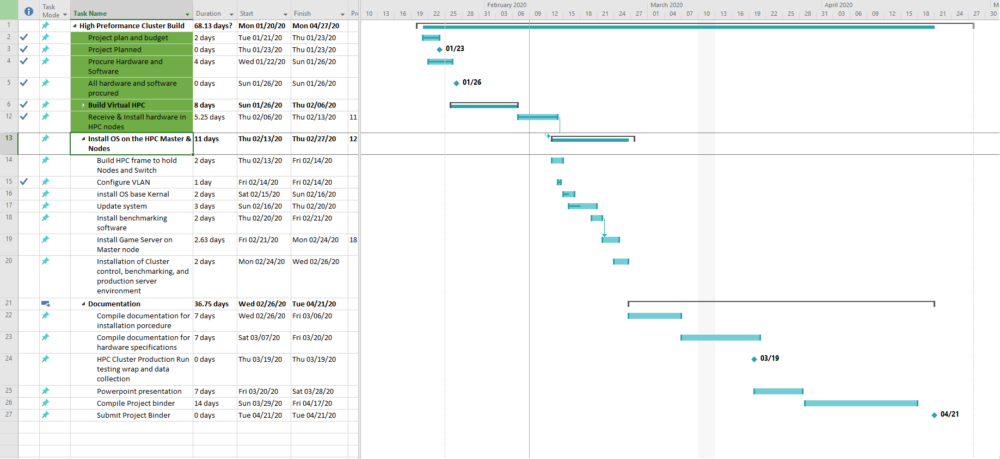 Task Mode Task Name Duration Start Finish Pre
February 2020 March 2020 April 2020 M
10 13 16 19 22 25 28 31 03 06 09 12 15 18 21 24 27 01 04 07 10 13 16 19 22 25 28 31 03 06 09 12 15 18 21 24 27 30
1 High Preformance Cluster Build 68.13 days? Mon 01/20/20 Mon 04/27/20
2 Project plan and budget 2 days Tue 01/21/20 Thu 01/23/20
3 Project Planned 0 days Thu 01/23/20 Thu 01/23/20 01/23
4 Procure Hardware and 4 days Wed 01/22/20 Sun 01/26/20
Software
5 All hardware and software 0 days Sun 01/26/20 Sun 01/26/20 01/26
procured
6 Build Virtual HPC 8 days Sun 01/26/20 Thu 02/06/20
12 Receive & Install hardware in 5.25 days Thu 02/06/20 Thu 02/13/20 11
HPC nodes
13 Install OS on the HPC Master & 11 days Thu 02/13/20 Thu 02/27/20 12
Nodes
14 Build HPC frame to hold 2 days Thu 02/13/20 Fri 02/14/20
Nodes and Switch
15 Configure VLAN 1 day Fri 02/14/20 Fri 02/14/20
16 install OS base Kernal 2 days Sat 02/15/20 Sun 02/16/20
17 Update system 3 days Sun 02/16/20 Thu 02/20/20
18 Install benchmarking 2 days Thu 02/20/20 Fri 02/21/20
software
19 Install Game Server on 2.63 days Fri 02/21/20 Mon 02/24/20 18
Master node
20 Installation of Cluster 2 days Mon 02/24/20 Wed 02/26/20
control, benchmarking, and
production server
environment
21 Documentation 36.75 days Wed 02/26/20 Tue 04/21/20
22 Compile documentation for 7 days Wed 02/26/20 Fri 03/06/20
installation porcedure
23 Compile documentation for 7 days Sat 03/07/20 Fri 03/20/20
hardware specifications
24 HPC Cluster Production Run 0 days Thu 03/19/20 Thu 03/19/20 03/19
testing wrap and data
collection
25 Powerpoint presentation 7 days Fri 03/20/20 Sat 03/28/20
26 Compile Project binder 14 days Sun 03/29/20 Fri 04/17/20
27 Submit Project Binder 0 days Tue 04/21/20 Tue 04/21/20 04/21